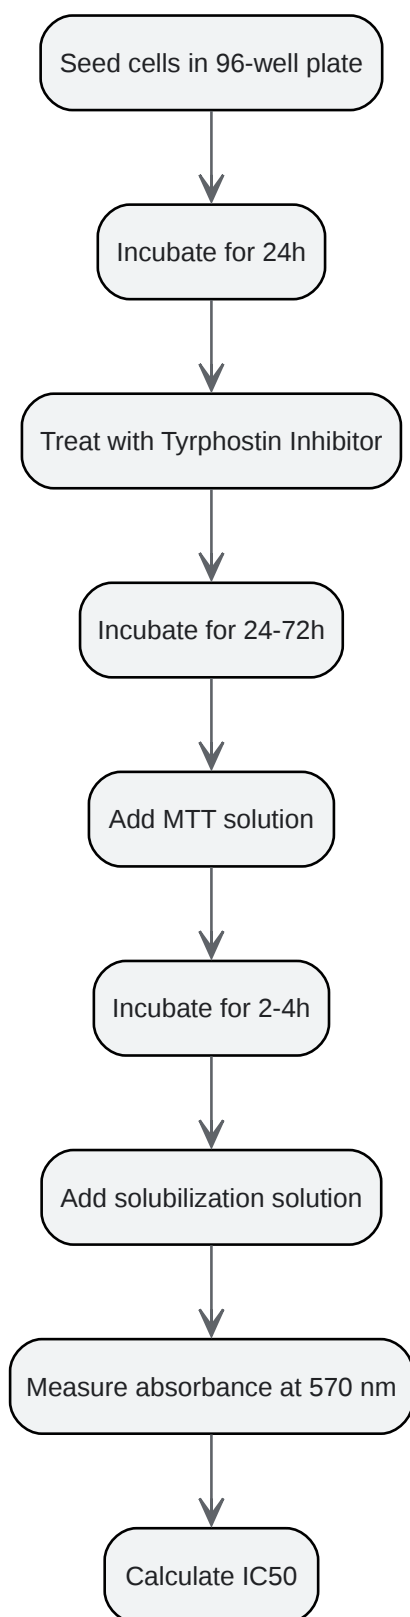 Seed cells in 96-well plate
Incubate for 24h
Treat with Tyrphostin Inhibitor
Incubate for 24-72h
Add MTT solution
Incubate for 2-4h
Add solubilization solution
Measure absorbance at 570 nm
Calculate IC50